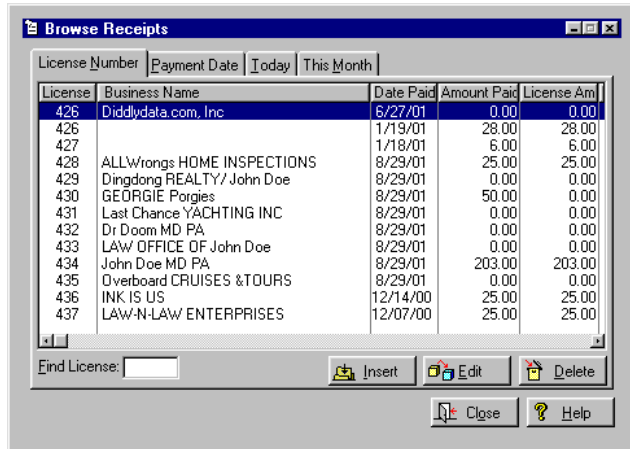 Browse Receipts
License Number Payment Date Today This Month
License Business Name Date Paid Amount Paid License Am
426 Diddlydata.com, Inc 6/27/01 0.00 0.00
426 1/19/01 28.00 28.00
427 1/18/01 6.00 6.00
428 ALLWrongs HOME INSPECTIONS 8/29/01 25.00 25.00
429 Dingdong REALTY/ John Doe 8/29/01 0.00 0.00
430 GEORGIE Porgies 8/29/01 50.00 0.00
431 Last Chance YACHTING INC 8/29/01 0.00 0.00
432 Dr Doom MD PA 8/29/01 0.00 0.00
433 LAW OFFICE OF John Doe 8/29/01 0.00 0.00
434 John Doe MD PA 8/29/01 203.00 203.00
435 Overboard CRUISES &TOURS 8/29/01 0.00 0.00
436 INK IS US 12/14/00 25.00 25.00
437 LAW-N-LAW ENTERPRISES 12/07/00 25.00 25.00
Find License: Insert Edit Delete
Close Help